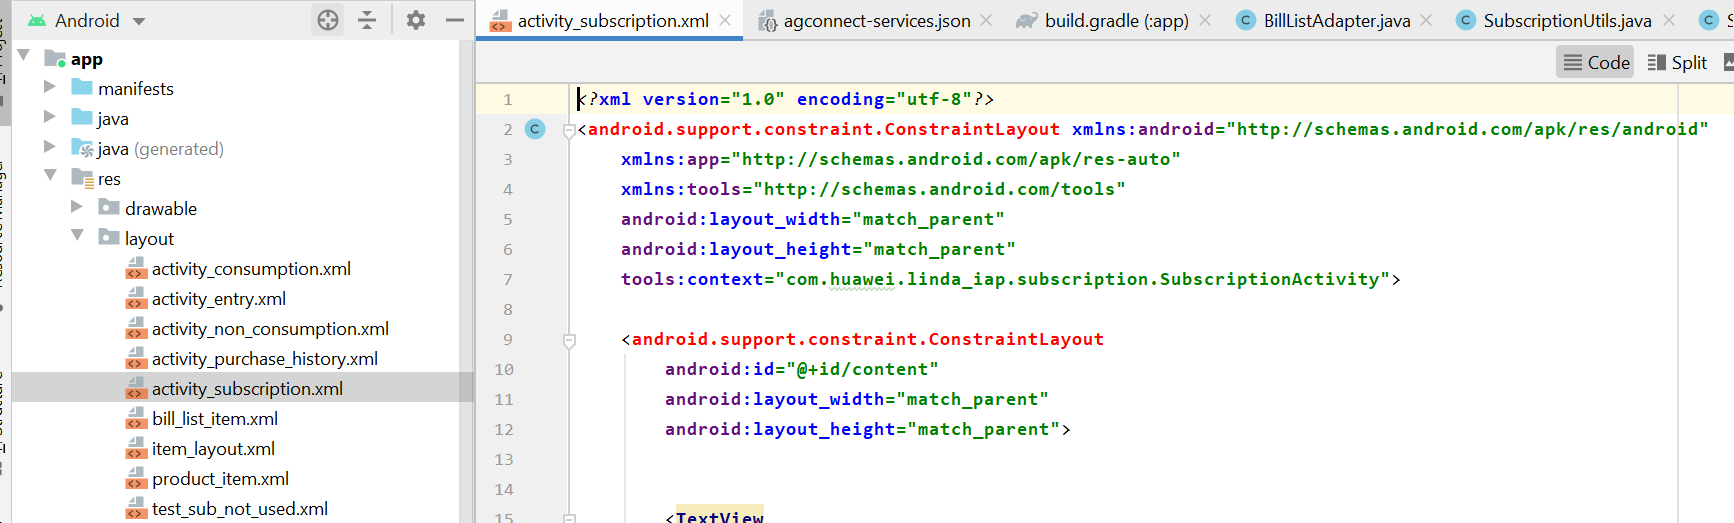 Android
activity_subscription.xml
agconnect-services.json
build.gradle (:app)
BillListAdapter.java
SubscriptionUtils.java
S
Project
Code
Split
app
manifests
java
java (generated)
res
drawable
layout
activity_consumption.xml
activity_entry.xml
activity_non_consumption.xml
activity_purchase_history.xml
activity_subscription.xml
bill_list_item.xml
item_layout.xml
product_item.xml
test_sub_not_used.xml
Resource Manager
Structure
1 <?xml version="1.0" encoding="utf-8"?>
2 <android.support.constraint.ConstraintLayout xmlns:android="http://schemas.android.com/apk/res/android"
3 xmlns:app="http://schemas.android.com/apk/res-auto"
4 xmlns:tools="http://schemas.android.com/tools"
5 android:layout_width="match_parent"
6 android:layout_height="match_parent"
7 tools:context="com.huawei.linda_iap.subscription.SubscriptionActivity">
8
9 <android.support.constraint.ConstraintLayout
10 android:id="@+id/content"
11 android:layout_width="match_parent"
12 android:layout_height="match_parent">
13
14
15 <TextView